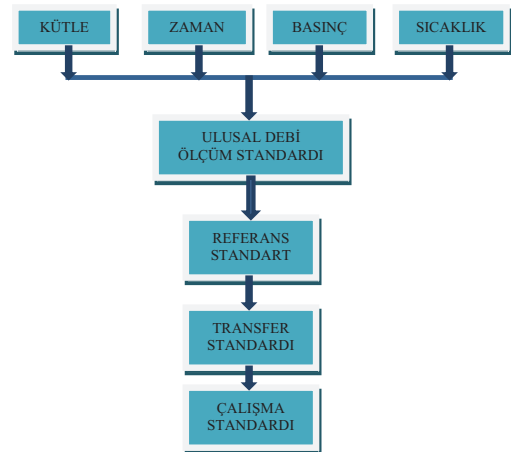 KÜTLE
ZAMAN
BASINÇ
SICAKLIK
ULUSAL DEBİ
ÖLÇÜM STANDARDI
REFERANS
STANDART
TRANSFER
STANDARDI
ÇALIŞMA
STANDARDI